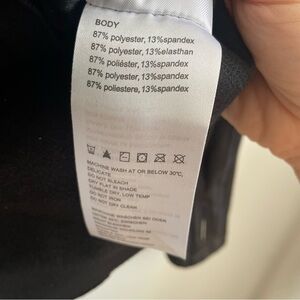 BODY
87% polyester, 13%spandex
87% polyester, 13%elasthan
87% poliéster, 13%spandex
87% polyester, 13%spandex
87% poliestere, 13%spandex
MACHINE WASH AT OR BELOW 30°C,
DELICATE
DO NOT BLEACH
DRY FLAT IN SHADE
TUMBLE DRY, LOW TEMP
DO NOT IRON
DO NOT DRY CLEAN